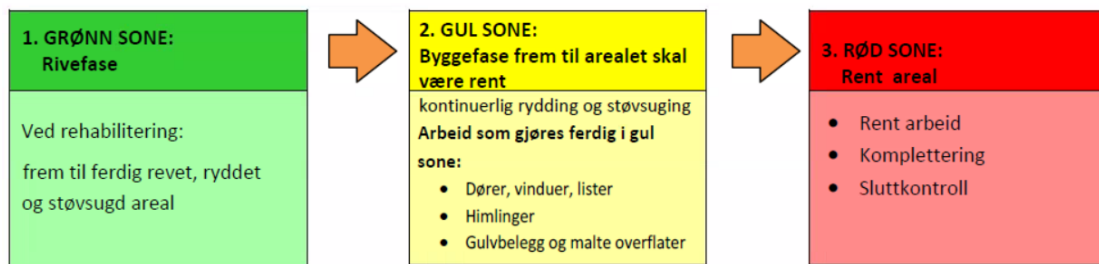 1. GRØNN SONE:
Rivefase
Ved rehabilitering:
frem til ferdig revet, ryddet
og støvsugd areal
2. GUL SONE:
Byggefase frem til arealet skal
være rent
kontinuerlig rydding og støvsuging
Arbeid som gjøres ferdig i gul
sone:
• Dører, vinduer, lister
• Himlinger
• Gulvbelegg og malte overflater
3. RØD SONE:
Rent areal
• Rent arbeid
• Komplettering
• Sluttkontroll